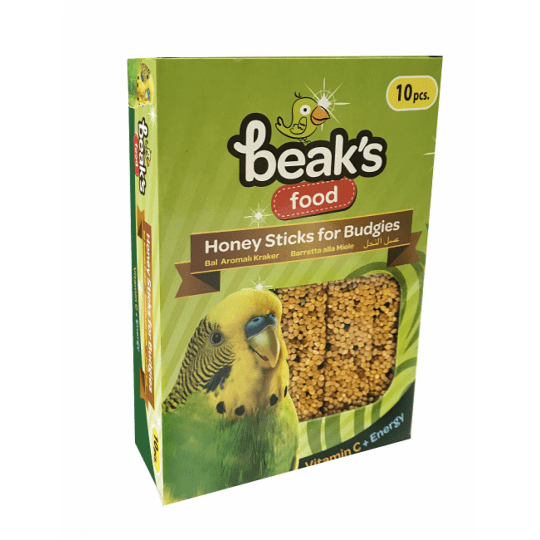 10 pcs.
beak's
food
Honey Sticks for Budgies
Bal Aromalı Kraker Barretta alla Miele عسل النحل
Vitamin C + Energy
beak's
food
Honey Sticks for Budgies
Vitamin C + Energy